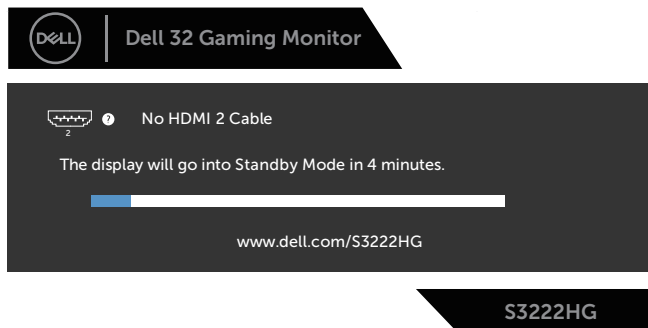 DELL
Dell 32 Gaming Monitor
? No HDMI 2 Cable
2
The display will go into Standby Mode in 4 minutes.
www.dell.com/S3222HG
S3222HG